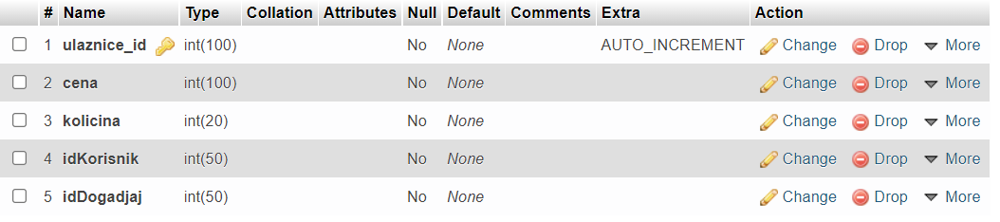 # Name Type Collation Attributes Null Default Comments Extra Action
1 ulaznice_id int(100) No None AUTO_INCREMENT Change Drop More
2 cena int(100) No None Change Drop More
3 kolicina int(20) No None Change Drop More
4 idKorisnik int(50) No None Change Drop More
5 idDogadjaj int(50) No None Change Drop More